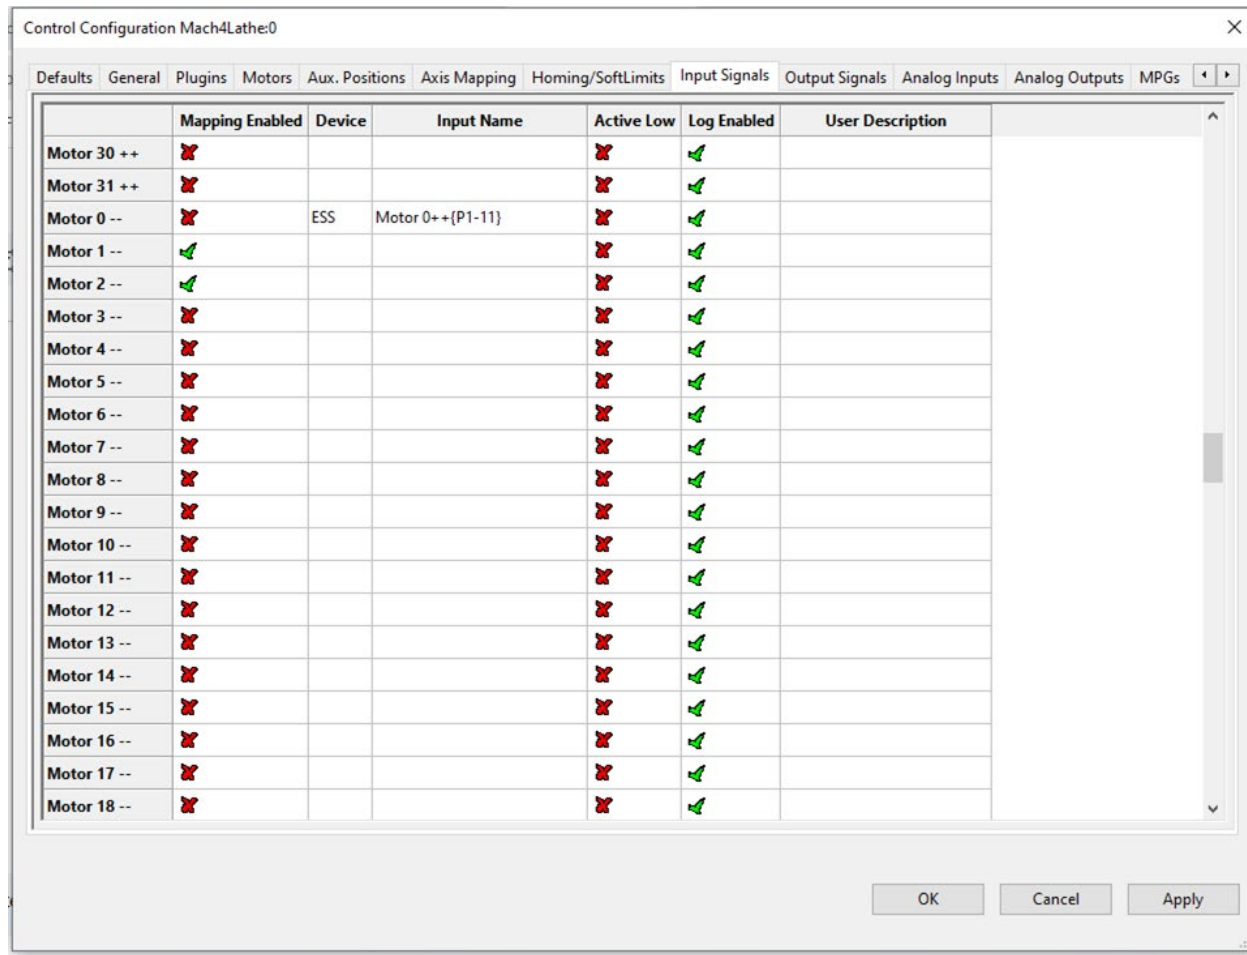 Control Configuration Mach4Lathe:0
Defaults General Plugins Motors Aux. Positions Axis Mapping Homing/SoftLimits Input Signals Output Signals Analog Inputs Analog Outputs MPGs
Mapping Enabled Device Input Name Active Low Log Enabled User Description
Motor 30 ++
Motor 31 ++
Motor 0 -- ESS Motor 0++{P1-11}
Motor 1 --
Motor 2 --
Motor 3 --
Motor 4 --
Motor 5 --
Motor 6 --
Motor 7 --
Motor 8 --
Motor 9 --
Motor 10 --
Motor 11 --
Motor 12 --
Motor 13 --
Motor 14 --
Motor 15 --
Motor 16 --
Motor 17 --
Motor 18 --
OK Cancel Apply